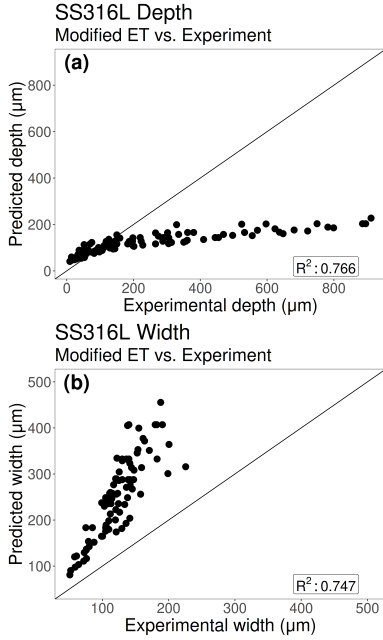 SS316L Depth
Modified ET vs. Experiment
(a)
800
600
400
200
0
Predicted depth (μm)
R²: 0.766
0 200 400 600 800
Experimental depth (μm)
SS316L Width
Modified ET vs. Experiment
(b)
500
400
300
200
100
Predicted width (μm)
R²: 0.747
100 200 300 400 500
Experimental width (μm)